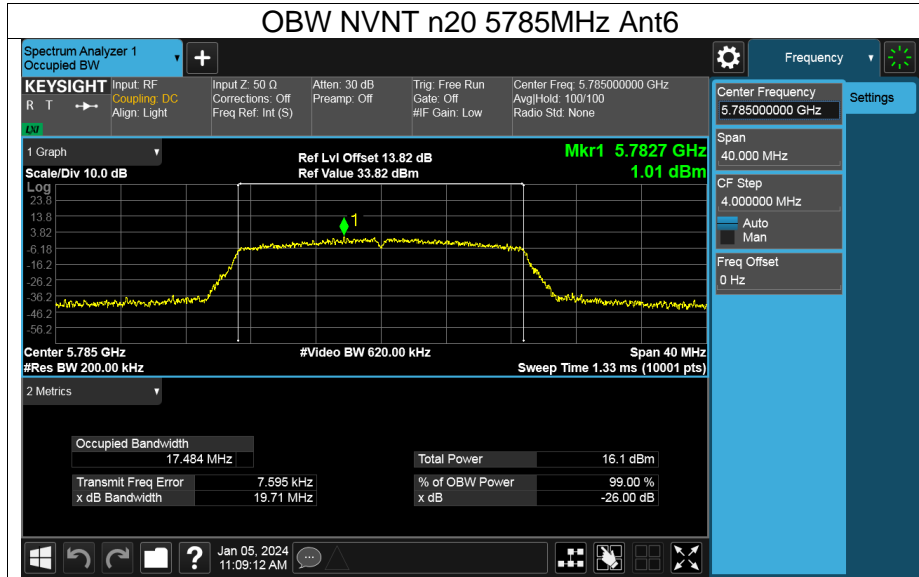 OBW NVNT n20 5785MHz Ant6
Spectrum Analyzer 1
Occupied BW
Frequency
KEYSIGHT
R T
LXI
Input: RF
Coupling: DC
Align: Light
Input Z: 50 Ω
Corrections: Off
Freq Ref: Int (S)
Atten: 30 dB
Preamp: Off
Trig: Free Run
Gate: Off
#IF Gain: Low
Center Freq: 5.785000000 GHz
Avg|Hold: 100/100
Radio Std: None
Center Frequency
5.785000000 GHz
Settings
Span
40.000 MHz
CF Step
4.000000 MHz
Auto
Man
Freq Offset
0 Hz
1 Graph
Scale/Div 10.0 dB
Ref Lvl Offset 13.82 dB
Ref Value 33.82 dBm
Mkr1 5.7827 GHz
1.01 dBm
Log
23.8
13.8
3.82
-6.18
-16.2
-26.2
-36.2
-46.2
-56.2
1
Center 5.785 GHz
#Video BW 620.00 kHz
Span 40 MHz
#Res BW 200.00 kHz
Sweep Time 1.33 ms (10001 pts)
2 Metrics
Occupied Bandwidth
17.484 MHz
Total Power 16.1 dBm
Transmit Freq Error 7.595 kHz
% of OBW Power 99.00 %
x dB Bandwidth 19.71 MHz
x dB -26.00 dB
Jan 05, 2024
11:09:12 AM